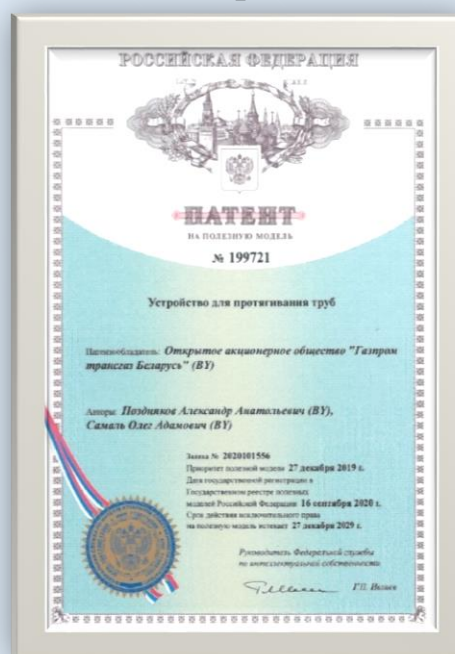 РОССИЙСКАЯ ФЕДЕРАЦИЯ
ПАТЕНТ
НА ПОЛЕЗНУЮ МОДЕЛЬ
№ 199721
Устройство для протягивания труб
Патентообладатель: Открытое акционерное общество "Газпром
трансгаз Беларусь" (BY)
Авторы: Поздняков Александр Анатольевич (BY),
Самаль Олег Адамович (BY)
Заявка № 2020101556
Приоритет полезной модели 27 декабря 2019 г.
Дата государственной регистрации в
Государственном реестре полезных
моделей Российской Федерации 16 сентября 2020 г.
Срок действия исключительного права
на полезную модель истекает 27 декабря 2029 г.
Руководитель Федеральной службы
по интеллектуальной собственности
Г.П. Ивлиев